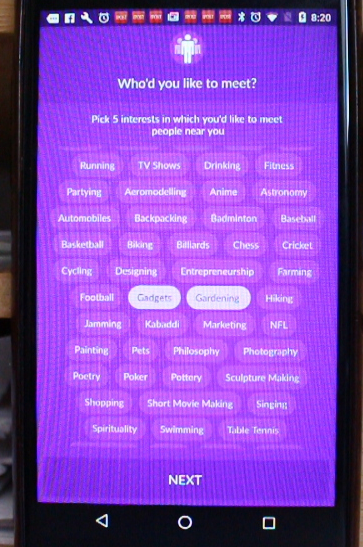 8:20
Who'd you like to meet?
Pick 5 interests in which you'd like to meet
people near you
Running TV Shows Drinking Fitness
Partying Aeromodelling Anime Astronomy
Automobiles Backpacking Badminton Baseball
Basketball Biking Billiards Chess Cricket
Cycling Designing Entrepreneurship Farming
Football Gadgets Gardening Hiking
Jamming Kabaddi Marketing NFL
Painting Pets Philosophy Photography
Poetry Poker Pottery Sculpture Making
Shopping Short Movie Making Singing
Spirituality Swimming Table Tennis
NEXT